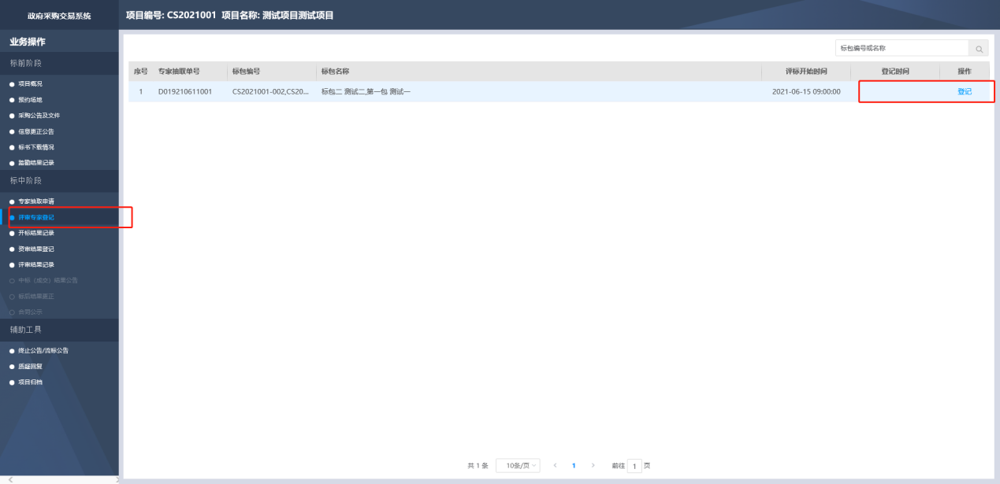 政府采购交易系统
项目编号: CS2021001 项目名称: 测试项目测试项目
业务操作
标前阶段
项目概况
预约场地
采购公告及文件
信息更正公告
标书下载情况
踏勘结果记录
标中阶段
专家抽取申请
评审专家登记
开标结果记录
资审结果登记
评审结果记录
中标（成交）结果公告
标后结果更正
合同公示
辅助工具
终止公告/流标公告
质疑回复
项目归档
标包编号或名称
序号 专家抽取单号 标包编号 标包名称 评标开始时间 登记时间 操作
1 D019210611001 CS2021001-002,CS20... 标包二 测试二,第一包 测试一 2021-06-15 09:00:00 登记
共 1 条 10条/页 1 前往 1 页